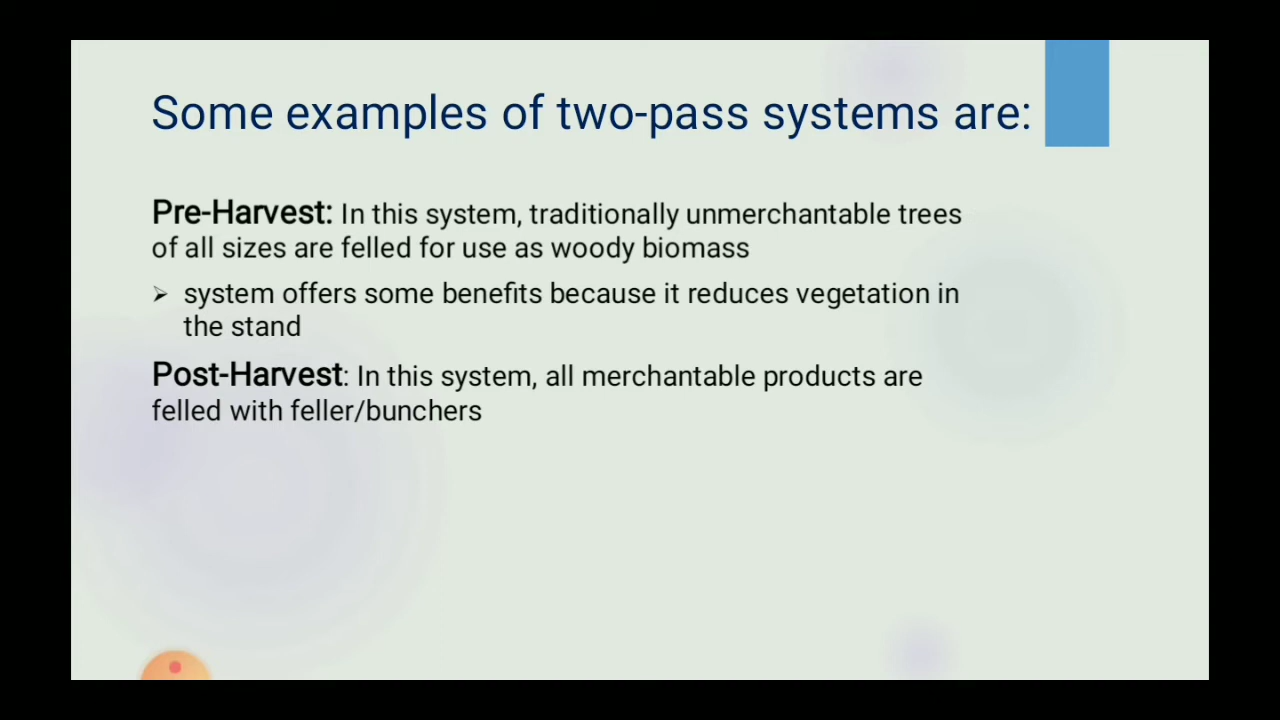 Some examples of two-pass systems are:
Pre-Harvest: In this system, traditionally unmerchantable trees
of all sizes are felled for use as woody biomass
➢ system offers some benefits because it reduces vegetation in
the stand
Post-Harvest: In this system, all merchantable products are
felled with feller/bunchers